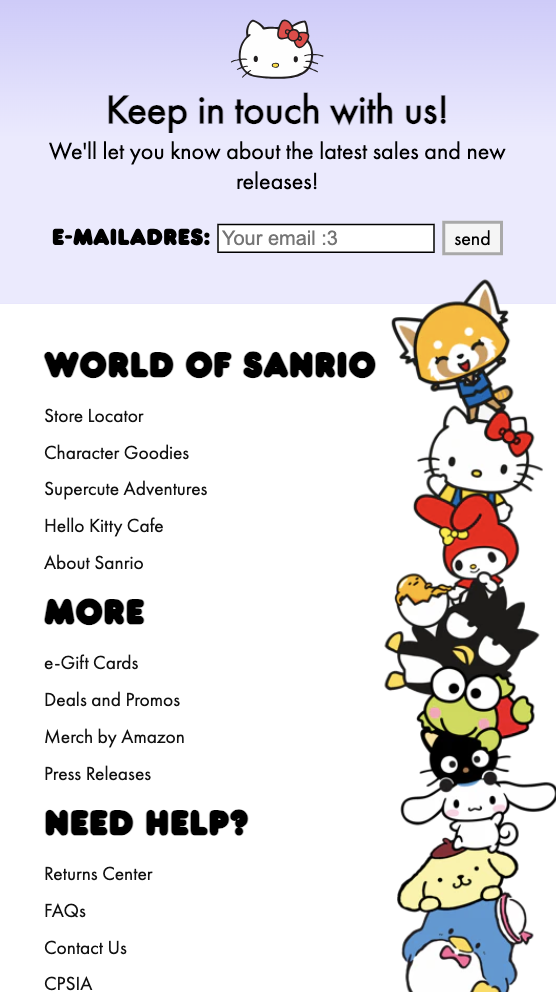 Keep in touch with us!
We'll let you know about the latest sales and new
releases!
E-MAILADRES: Your email :3 send
WORLD OF SANRIO
Store Locator
Character Goodies
Supercute Adventures
Hello Kitty Cafe
About Sanrio
MORE
e-Gift Cards
Deals and Promos
Merch by Amazon
Press Releases
NEED HELP?
Returns Center
FAQs
Contact Us
CPSIA